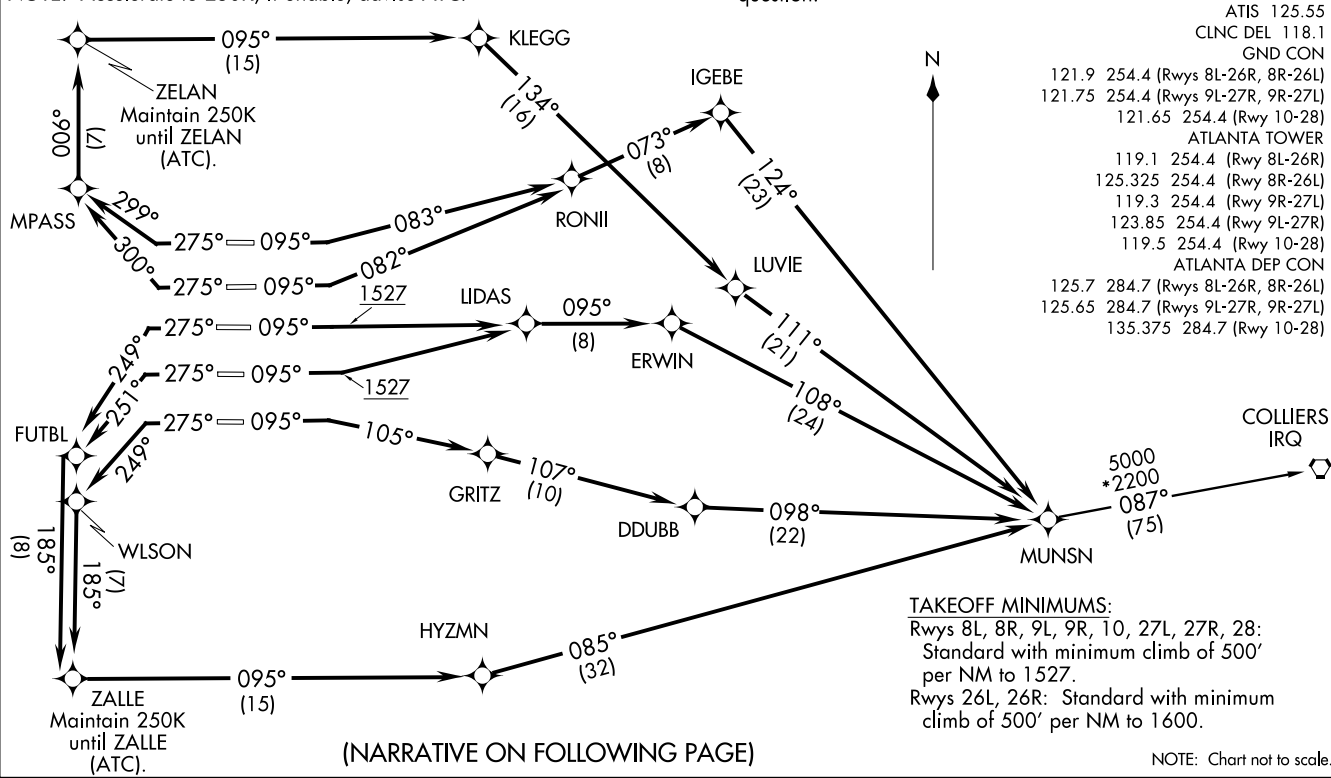 ATIS 125.55
CLNC DEL 118.1
GND CON
121.9 254.4 (Rwys 8L-26R, 8R-26L)
121.75 254.4 (Rwys 9L-27R, 9R-27L)
121.65 254.4 (Rwy 10-28)
ATLANTA TOWER
119.1 254.4 (Rwy 8L-26R)
125.325 254.4 (Rwy 8R-26L)
119.3 254.4 (Rwy 9R-27L)
123.85 254.4 (Rwy 9L-27R)
119.5 254.4 (Rwy 10-28)
ATLANTA DEP CON
125.7 284.7 (Rwys 8L-26R, 8R-26L)
125.65 284.7 (Rwys 9L-27R, 9R-27L)
135.375 284.7 (Rwy 10-28)
095°
(15)
KLEGG
ZELAN
Maintain 250K
until ZELAN
(ATC).
134°
(16)
IGEBE
N
006°
(7)
MPASS
073°
(8)
124°
(23)
RONII
299°
275° 095°
083°
300°
275° 095°
082°
LUVIE
1527
LIDAS
275° 095°
095°
(8)
ERWIN
111°
(21)
249°
275° 095°
1527
251°
108°
(24)
FUTBL
275° 095°
105°
249°
GRITZ
107°
(10)
DDUBB
098°
(22)
COLLIERS
IRQ
5000
*2200
087°
(75)
MUNSN
185°
(8)
WLSON
185°
(7)
HYZMN
085°
(32)
095°
(15)
ZALLE
Maintain 250K
until ZALLE
(ATC).
TAKEOFF MINIMUMS:
Rwys 8L, 8R, 9L, 9R, 10, 27L, 27R, 28:
Standard with minimum climb of 500'
per NM to 1527.
Rwys 26L, 26R: Standard with minimum
climb of 500' per NM to 1600.
(NARRATIVE ON FOLLOWING PAGE)
NOTE: Chart not to scale.